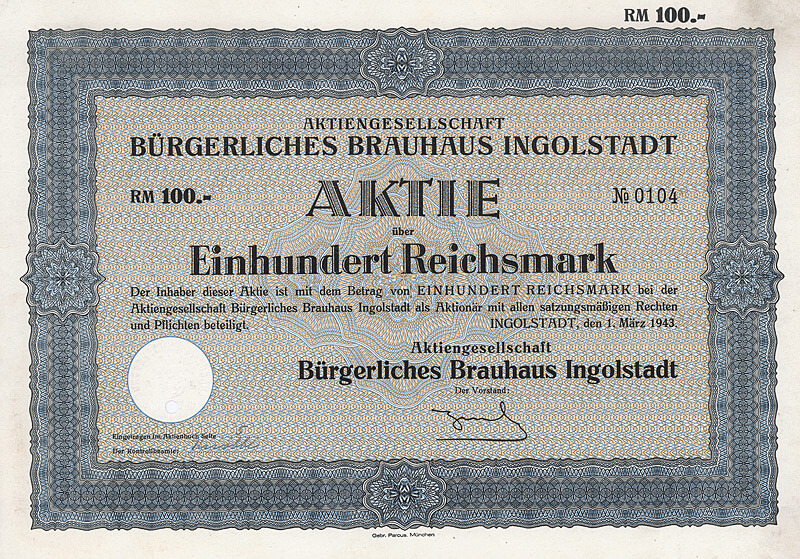 RM 100.-
AKTIENGESELLSCHAFT
BÜRGERLICHES BRAUHAUS INGOLSTADT
RM 100.- AKTIE № 0104
über
Einhundert Reichsmark
Der Inhaber dieser Aktie ist mit dem Betrag von EINHUNDERT REICHSMARK bei der
Aktiengesellschaft Bürgerliches Brauhaus Ingolstadt als Aktionär mit allen satzungsmäßigen Rechten
und Pflichten beteiligt. INGOLSTADT, den 1. März 1943.
Aktiengesellschaft
Bürgerliches Brauhaus Ingolstadt
Der Vorstand:
Eingetragen im Aktienbuch Seite
Der Kontrollbeamte:
Gebr. Parcus, München